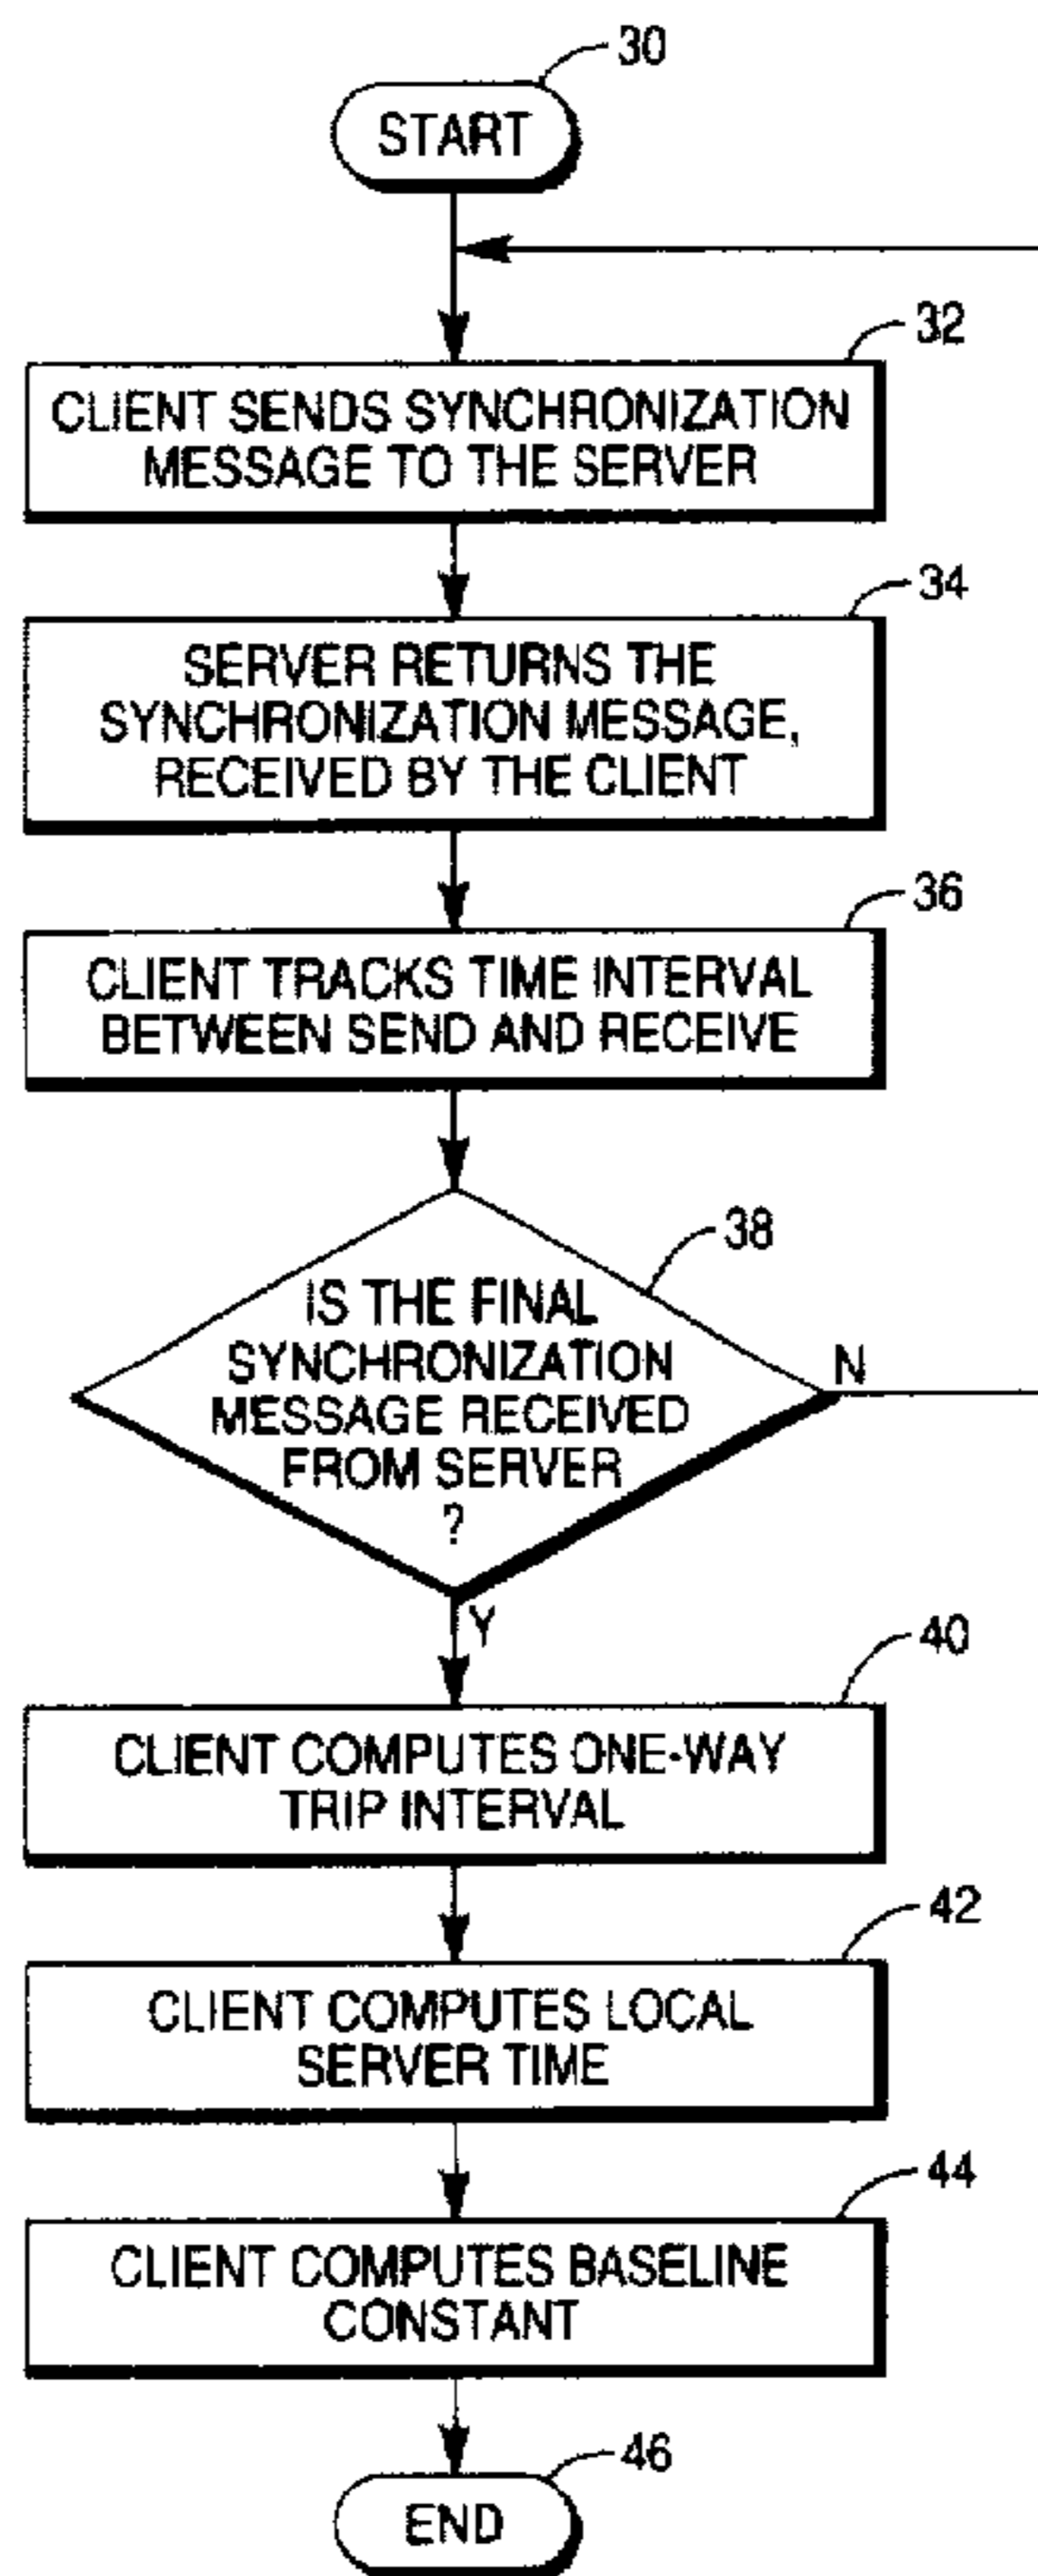 30
START
32
CLIENT SENDS SYNCHRONIZATION
MESSAGE TO THE SERVER
34
SERVER RETURNS THE
SYNCHRONIZATION MESSAGE,
RECEIVED BY THE CLIENT
36
CLIENT TRACKS TIME INTERVAL
BETWEEN SEND AND RECEIVE
38
IS THE FINAL
SYNCHRONIZATION
MESSAGE RECEIVED
FROM SERVER
?
N
Y
40
CLIENT COMPUTES ONE-WAY
TRIP INTERVAL
42
CLIENT COMPUTES LOCAL
SERVER TIME
44
CLIENT COMPUTES BASELINE
CONSTANT
46
END